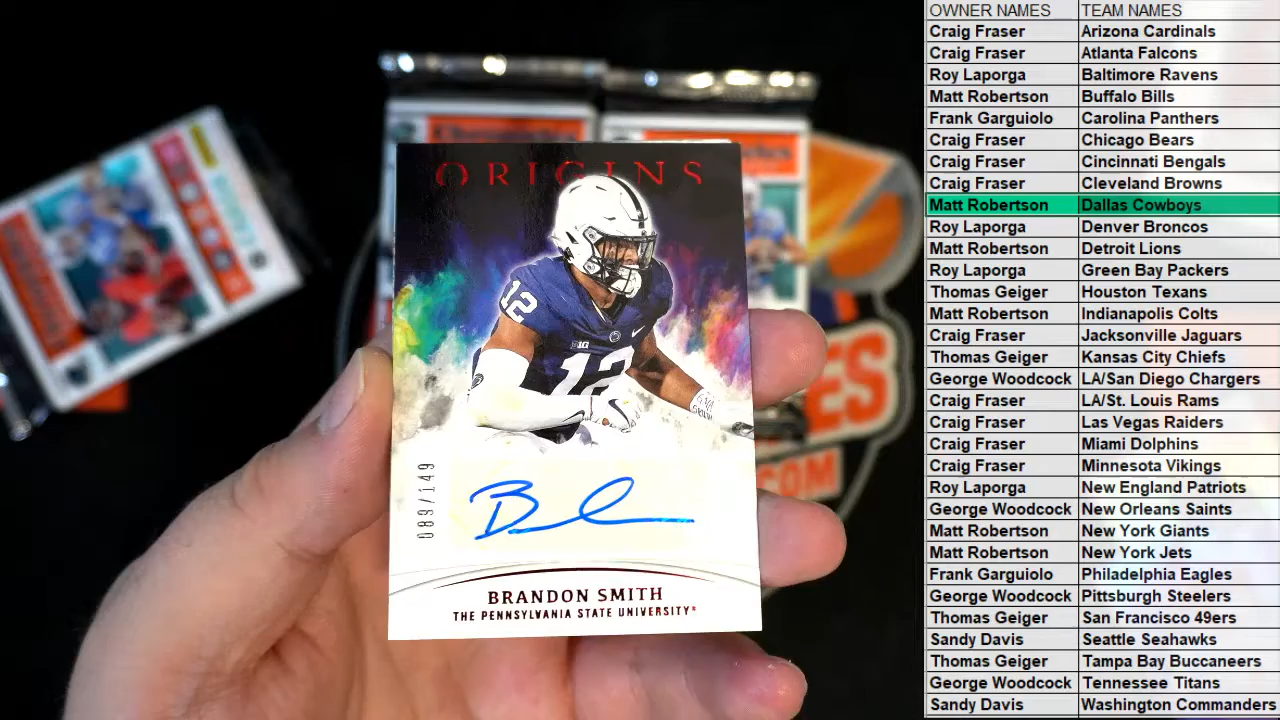 ORIGINS
12
12
B1G
089/149
BRANDON SMITH
THE PENNSYLVANIA STATE UNIVERSITY®
ES
COM
OWNER NAMES TEAM NAMES
Craig Fraser Arizona Cardinals
Craig Fraser Atlanta Falcons
Roy Laporga Baltimore Ravens
Matt Robertson Buffalo Bills
Frank Garguiolo Carolina Panthers
Craig Fraser Chicago Bears
Craig Fraser Cincinnati Bengals
Craig Fraser Cleveland Browns
Matt Robertson Dallas Cowboys
Roy Laporga Denver Broncos
Matt Robertson Detroit Lions
Roy Laporga Green Bay Packers
Thomas Geiger Houston Texans
Matt Robertson Indianapolis Colts
Craig Fraser Jacksonville Jaguars
Thomas Geiger Kansas City Chiefs
George Woodcock LA/San Diego Chargers
Craig Fraser LA/St. Louis Rams
Craig Fraser Las Vegas Raiders
Craig Fraser Miami Dolphins
Craig Fraser Minnesota Vikings
Roy Laporga New England Patriots
George Woodcock New Orleans Saints
Matt Robertson New York Giants
Matt Robertson New York Jets
Frank Garguiolo Philadelphia Eagles
George Woodcock Pittsburgh Steelers
Thomas Geiger San Francisco 49ers
Sandy Davis Seattle Seahawks
Thomas Geiger Tampa Bay Buccaneers
George Woodcock Tennessee Titans
Sandy Davis Washington Commanders